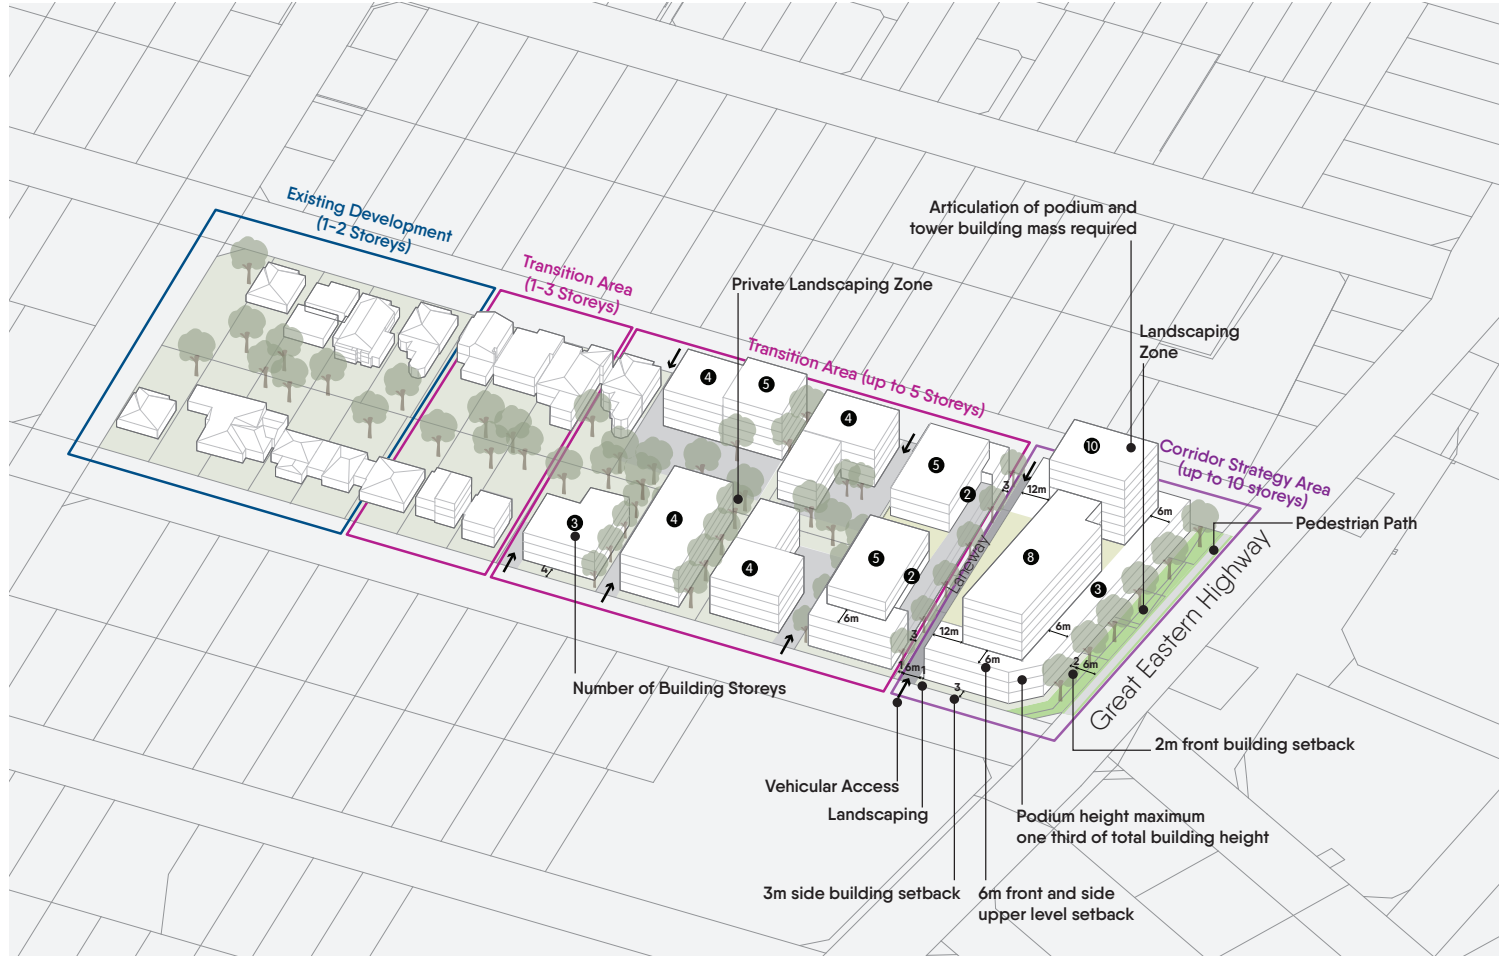 Articulation of podium and
tower building mass required
Existing Development
(1–2 Storeys)
Transition Area
(1–3 Storeys)
Private Landscaping Zone
Landscaping
Zone
Transition Area (up to 5 Storeys)
4
5
4
10
Corridor Strategy Area
(up to 10 storeys)
5
2
3
12m
6m
3
4
Pedestrian Path
8
5
4
2
Laneway
3
Great Eastern Highway
4
6m
3
12m
6m
6m
1
6m
1
2
6m
3
Number of Building Storeys
2m front building setback
Vehicular Access
Landscaping
Podium height maximum
one third of total building height
3m side building setback
6m front and side
upper level setback